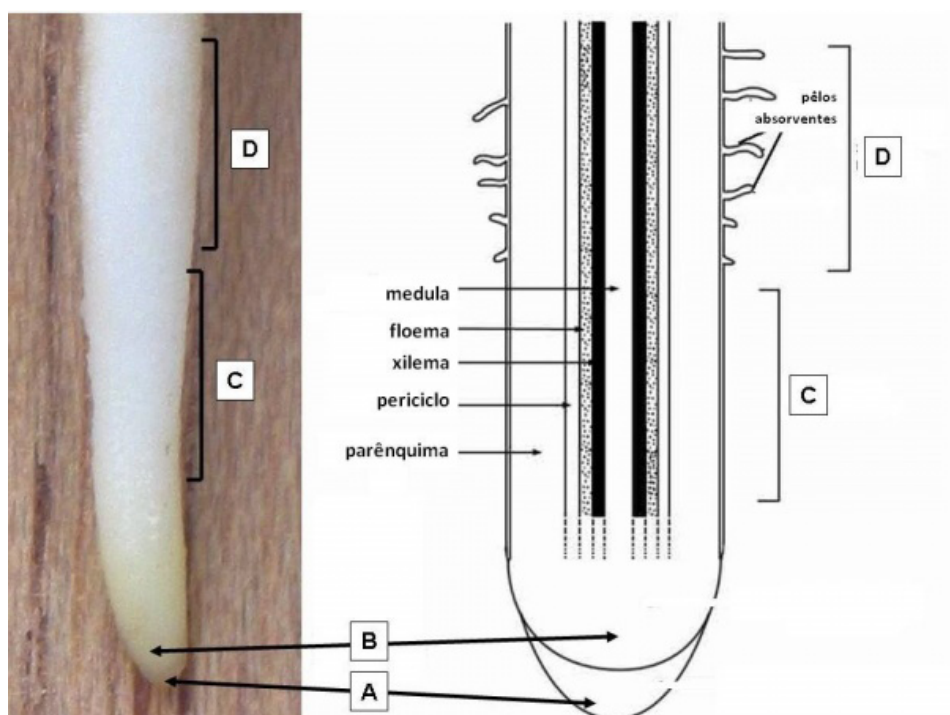 D
C
B
A
pêlos
absorventes
D
medula
floema
xilema
periciclo
parênquima
C